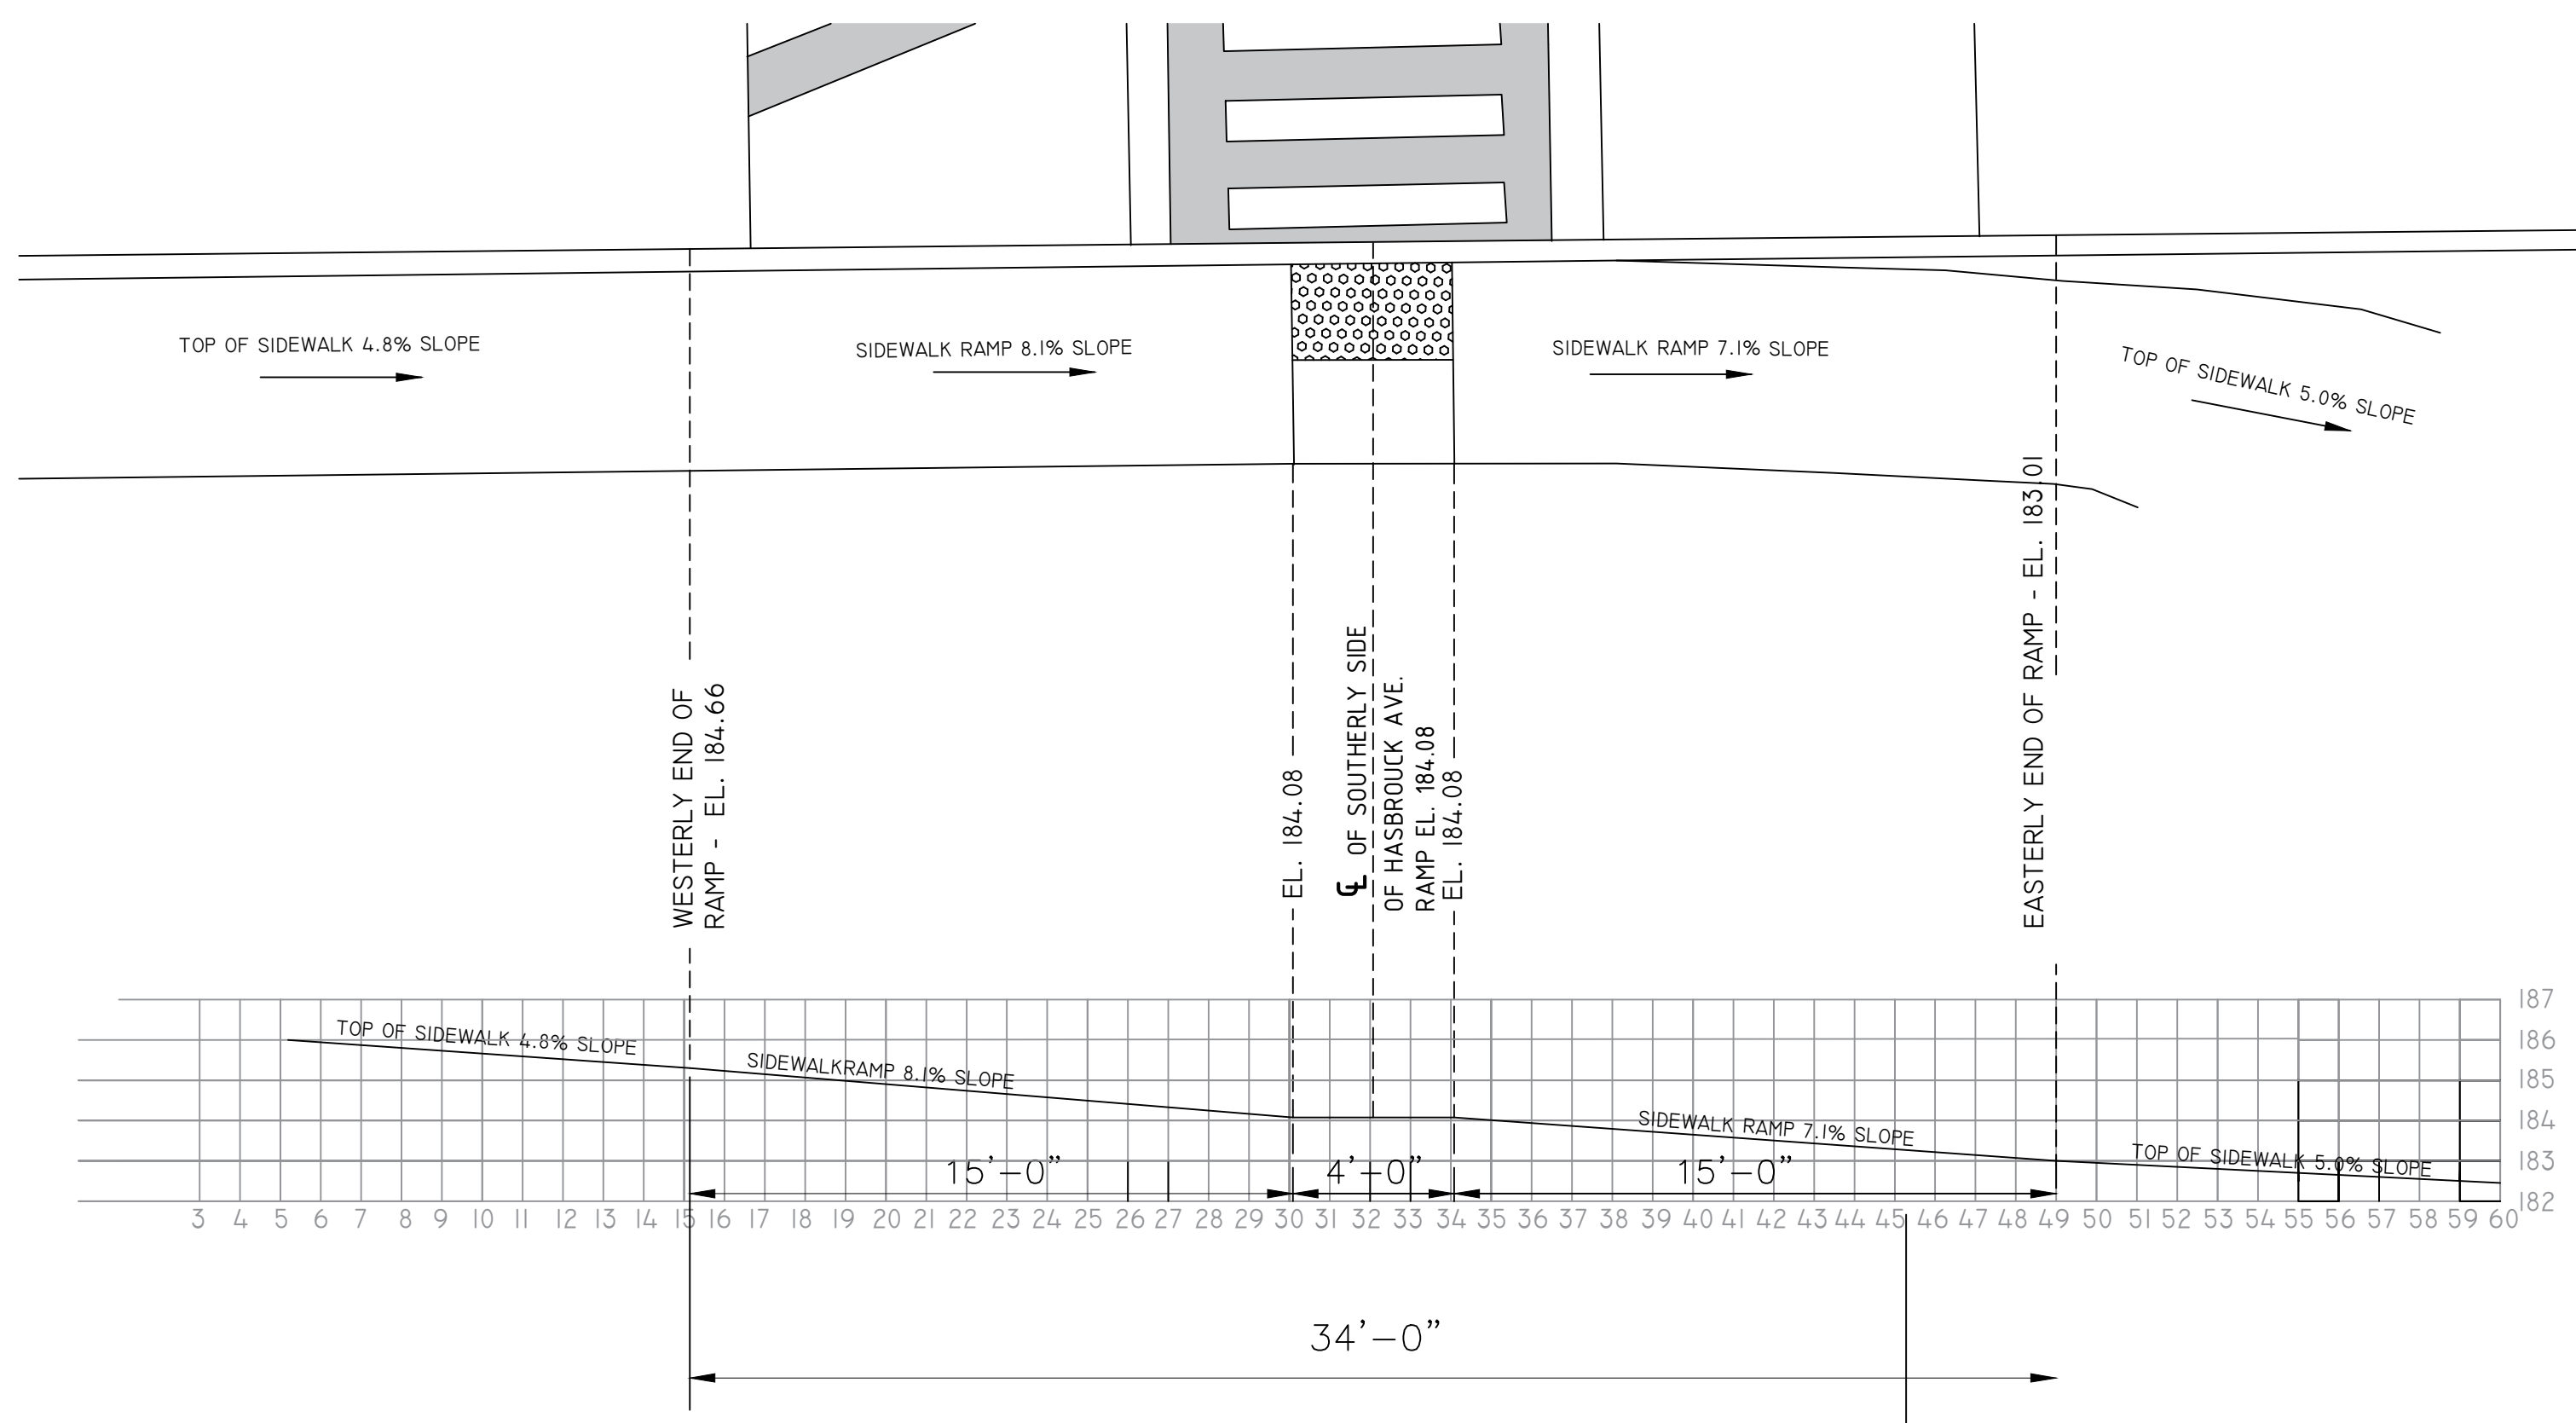 TOP OF SIDEWALK 4.8% SLOPE
SIDEWALK RAMP 8.1% SLOPE
SIDEWALK RAMP 7.1% SLOPE
TOP OF SIDEWALK 5.0% SLOPE
WESTERLY END OF
RAMP - EL. 184.66
EL. 184.08
℄ OF SOUTHERLY SIDE
OF HASBROUCK AVE.
RAMP EL. 184.08
EL. 184.08
EASTERLY END OF RAMP - EL. 183.01
187
186
185
184
183
182
TOP OF SIDEWALK 4.8% SLOPE
SIDEWALKRAMP 8.1% SLOPE
SIDEWALK RAMP 7.1% SLOPE
TOP OF SIDEWALK 5.0% SLOPE
15'-0" 4'-0" 15'-0"
3 4 5 6 7 8 9 10 11 12 13 14 15 16 17 18 19 20 21 22 23 24 25 26 27 28 29 30 31 32 33 34 35 36 37 38 39 40 41 42 43 44 45 46 47 48 49 50 51 52 53 54 55 56 57 58 59 60
34'-0"